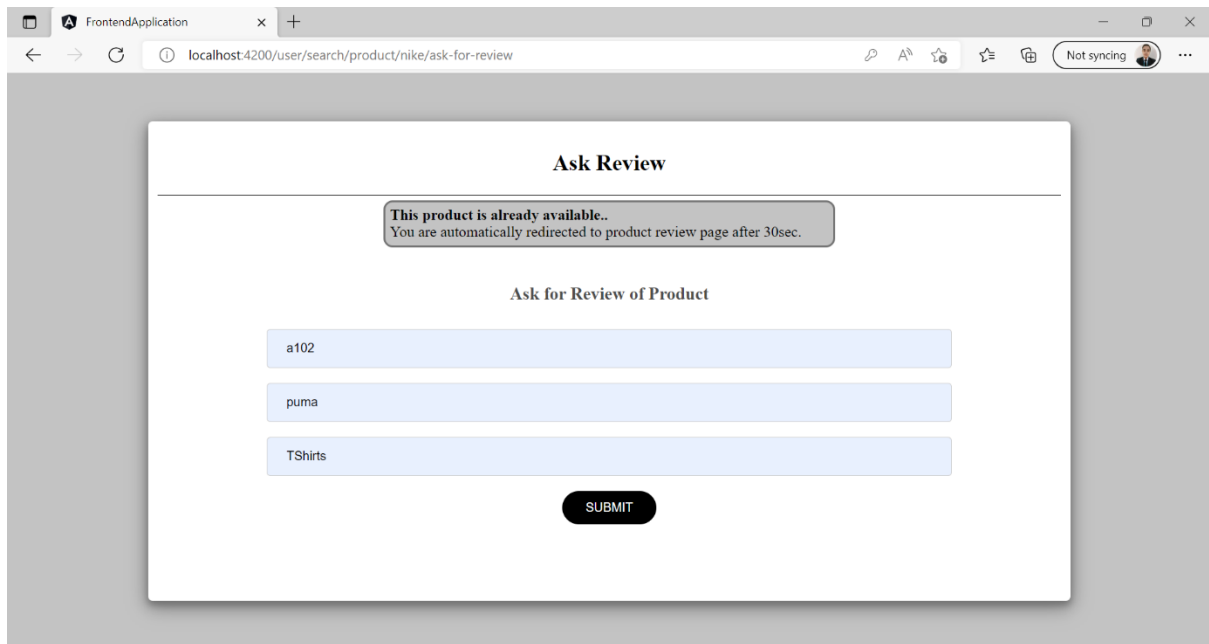 FrontendApplication
localhost:4200/user/search/product/nike/ask-for-review
Not syncing
Ask Review
This product is already available..
You are automatically redirected to product review page after 30sec.
Ask for Review of Product
a102
puma
TShirts
SUBMIT